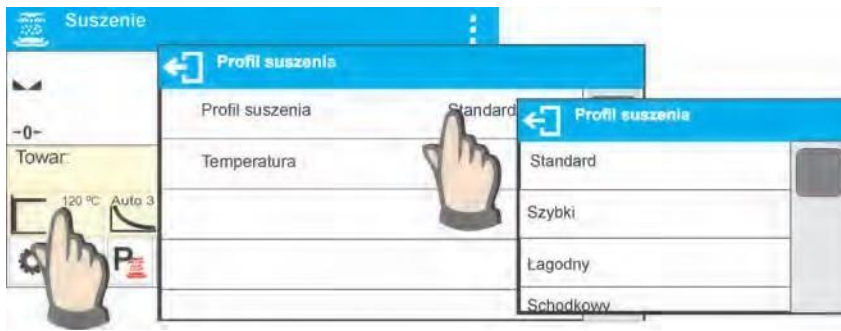 Suszenie
-0-
Towar:
120 ºC
Auto 3
P
Profil suszenia
Profil suszenia Standard
Temperatura
Profil suszenia
Standard
Szybki
Łagodny
Schodkowy